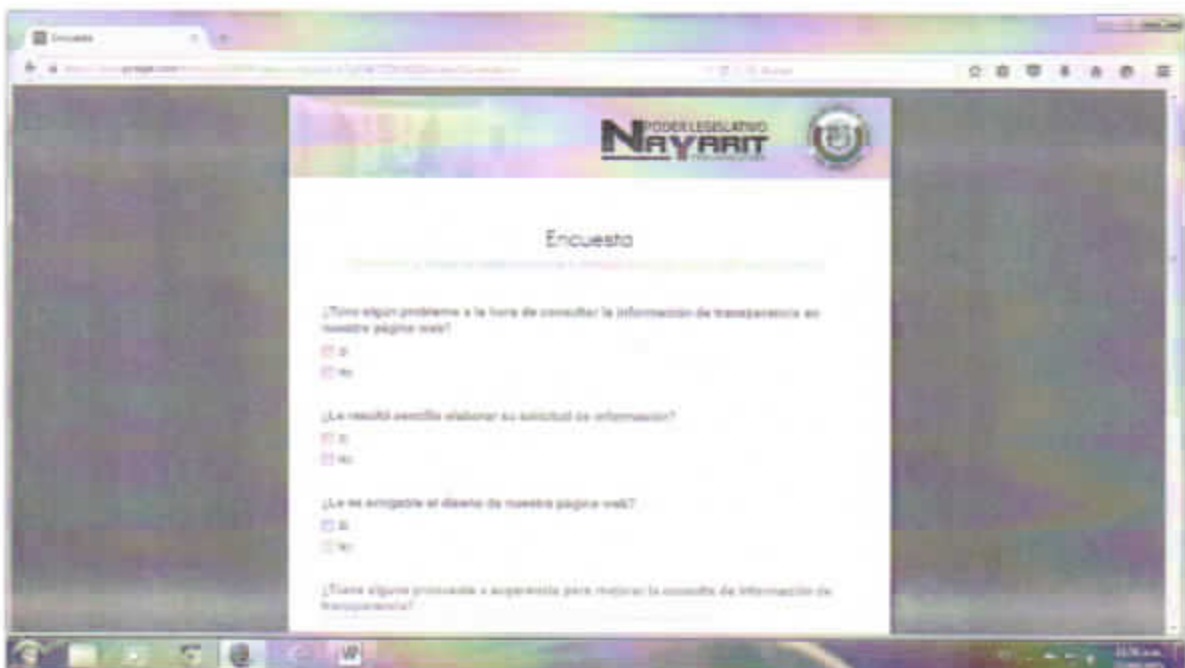 Encuesta
PODER LEGISLATIVO
NAYARIT
Encuesta
¿Tuvo algún problema a la hora de consultar la información de transparencia en
nuestra página web?
Si
No
¿Le resultó sencillo elaborar su solicitud de información?
Si
No
¿Le es amigable el diseño de nuestra página web?
Si
No
¿Tiene alguna propuesta o sugerencia para mejorar la consulta de información de
transparencia?